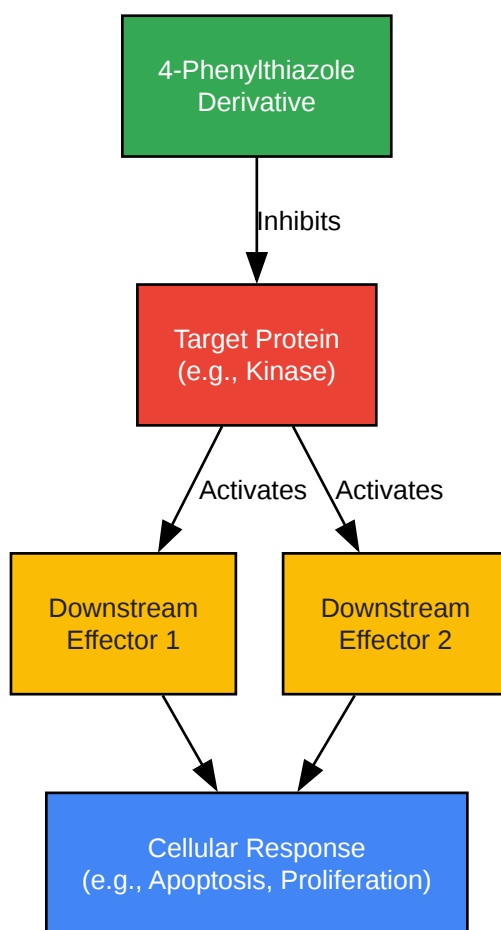 4-Phenylthiazole
Derivative
Inhibits
Target Protein
(e.g., Kinase)
Activates
Activates
Downstream
Effector 1
Downstream
Effector 2
Cellular Response
(e.g., Apoptosis, Proliferation)